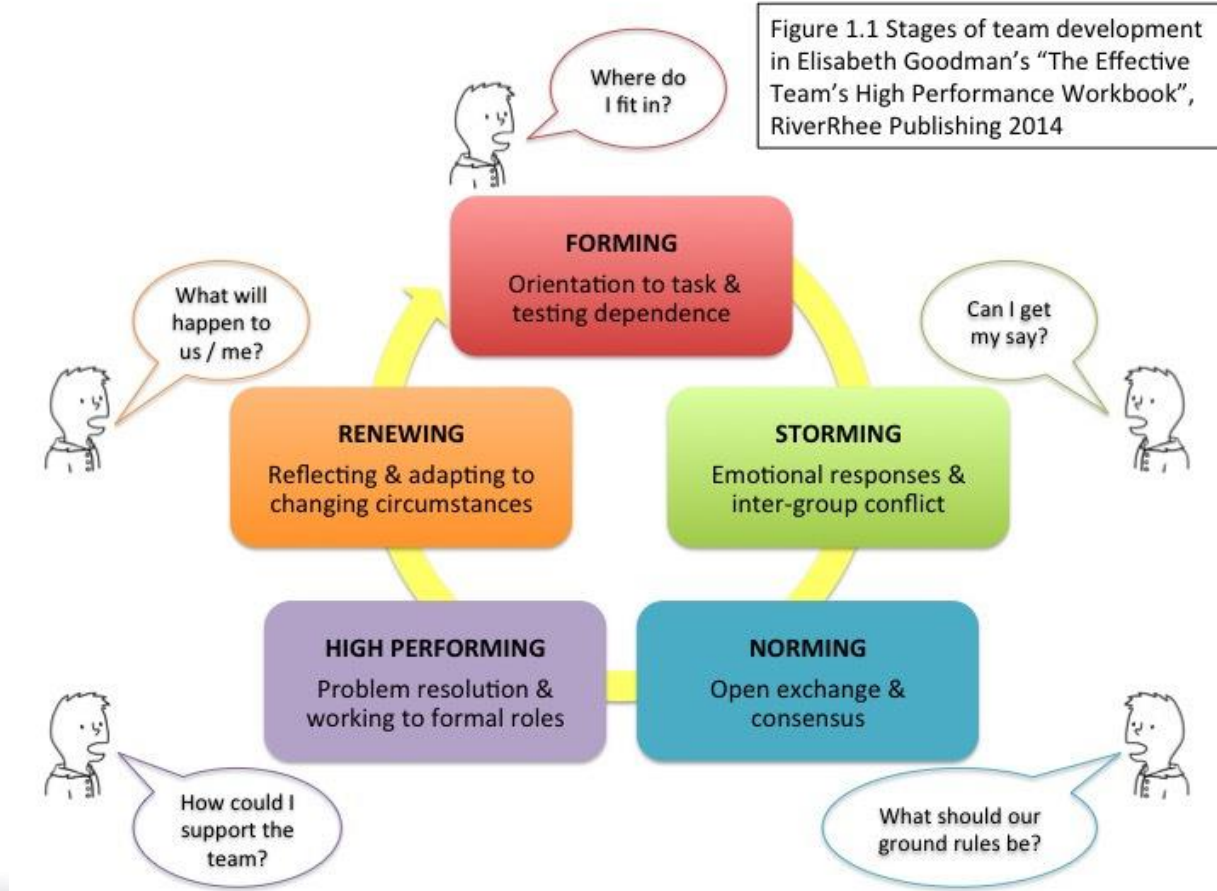 Figure 1.1 Stages of team development
in Elisabeth Goodman's “The Effective
Team's High Performance Workbook”,
RiverRhee Publishing 2014
Where do
I fit in?
FORMING
Orientation to task &
testing dependence
Can I get
my say?
STORMING
Emotional responses &
inter-group conflict
What should our
ground rules be?
NORMING
Open exchange &
consensus
How could I
support the
team?
HIGH PERFORMING
Problem resolution &
working to formal roles
What will
happen to
us / me?
RENEWING
Reflecting & adapting to
changing circumstances